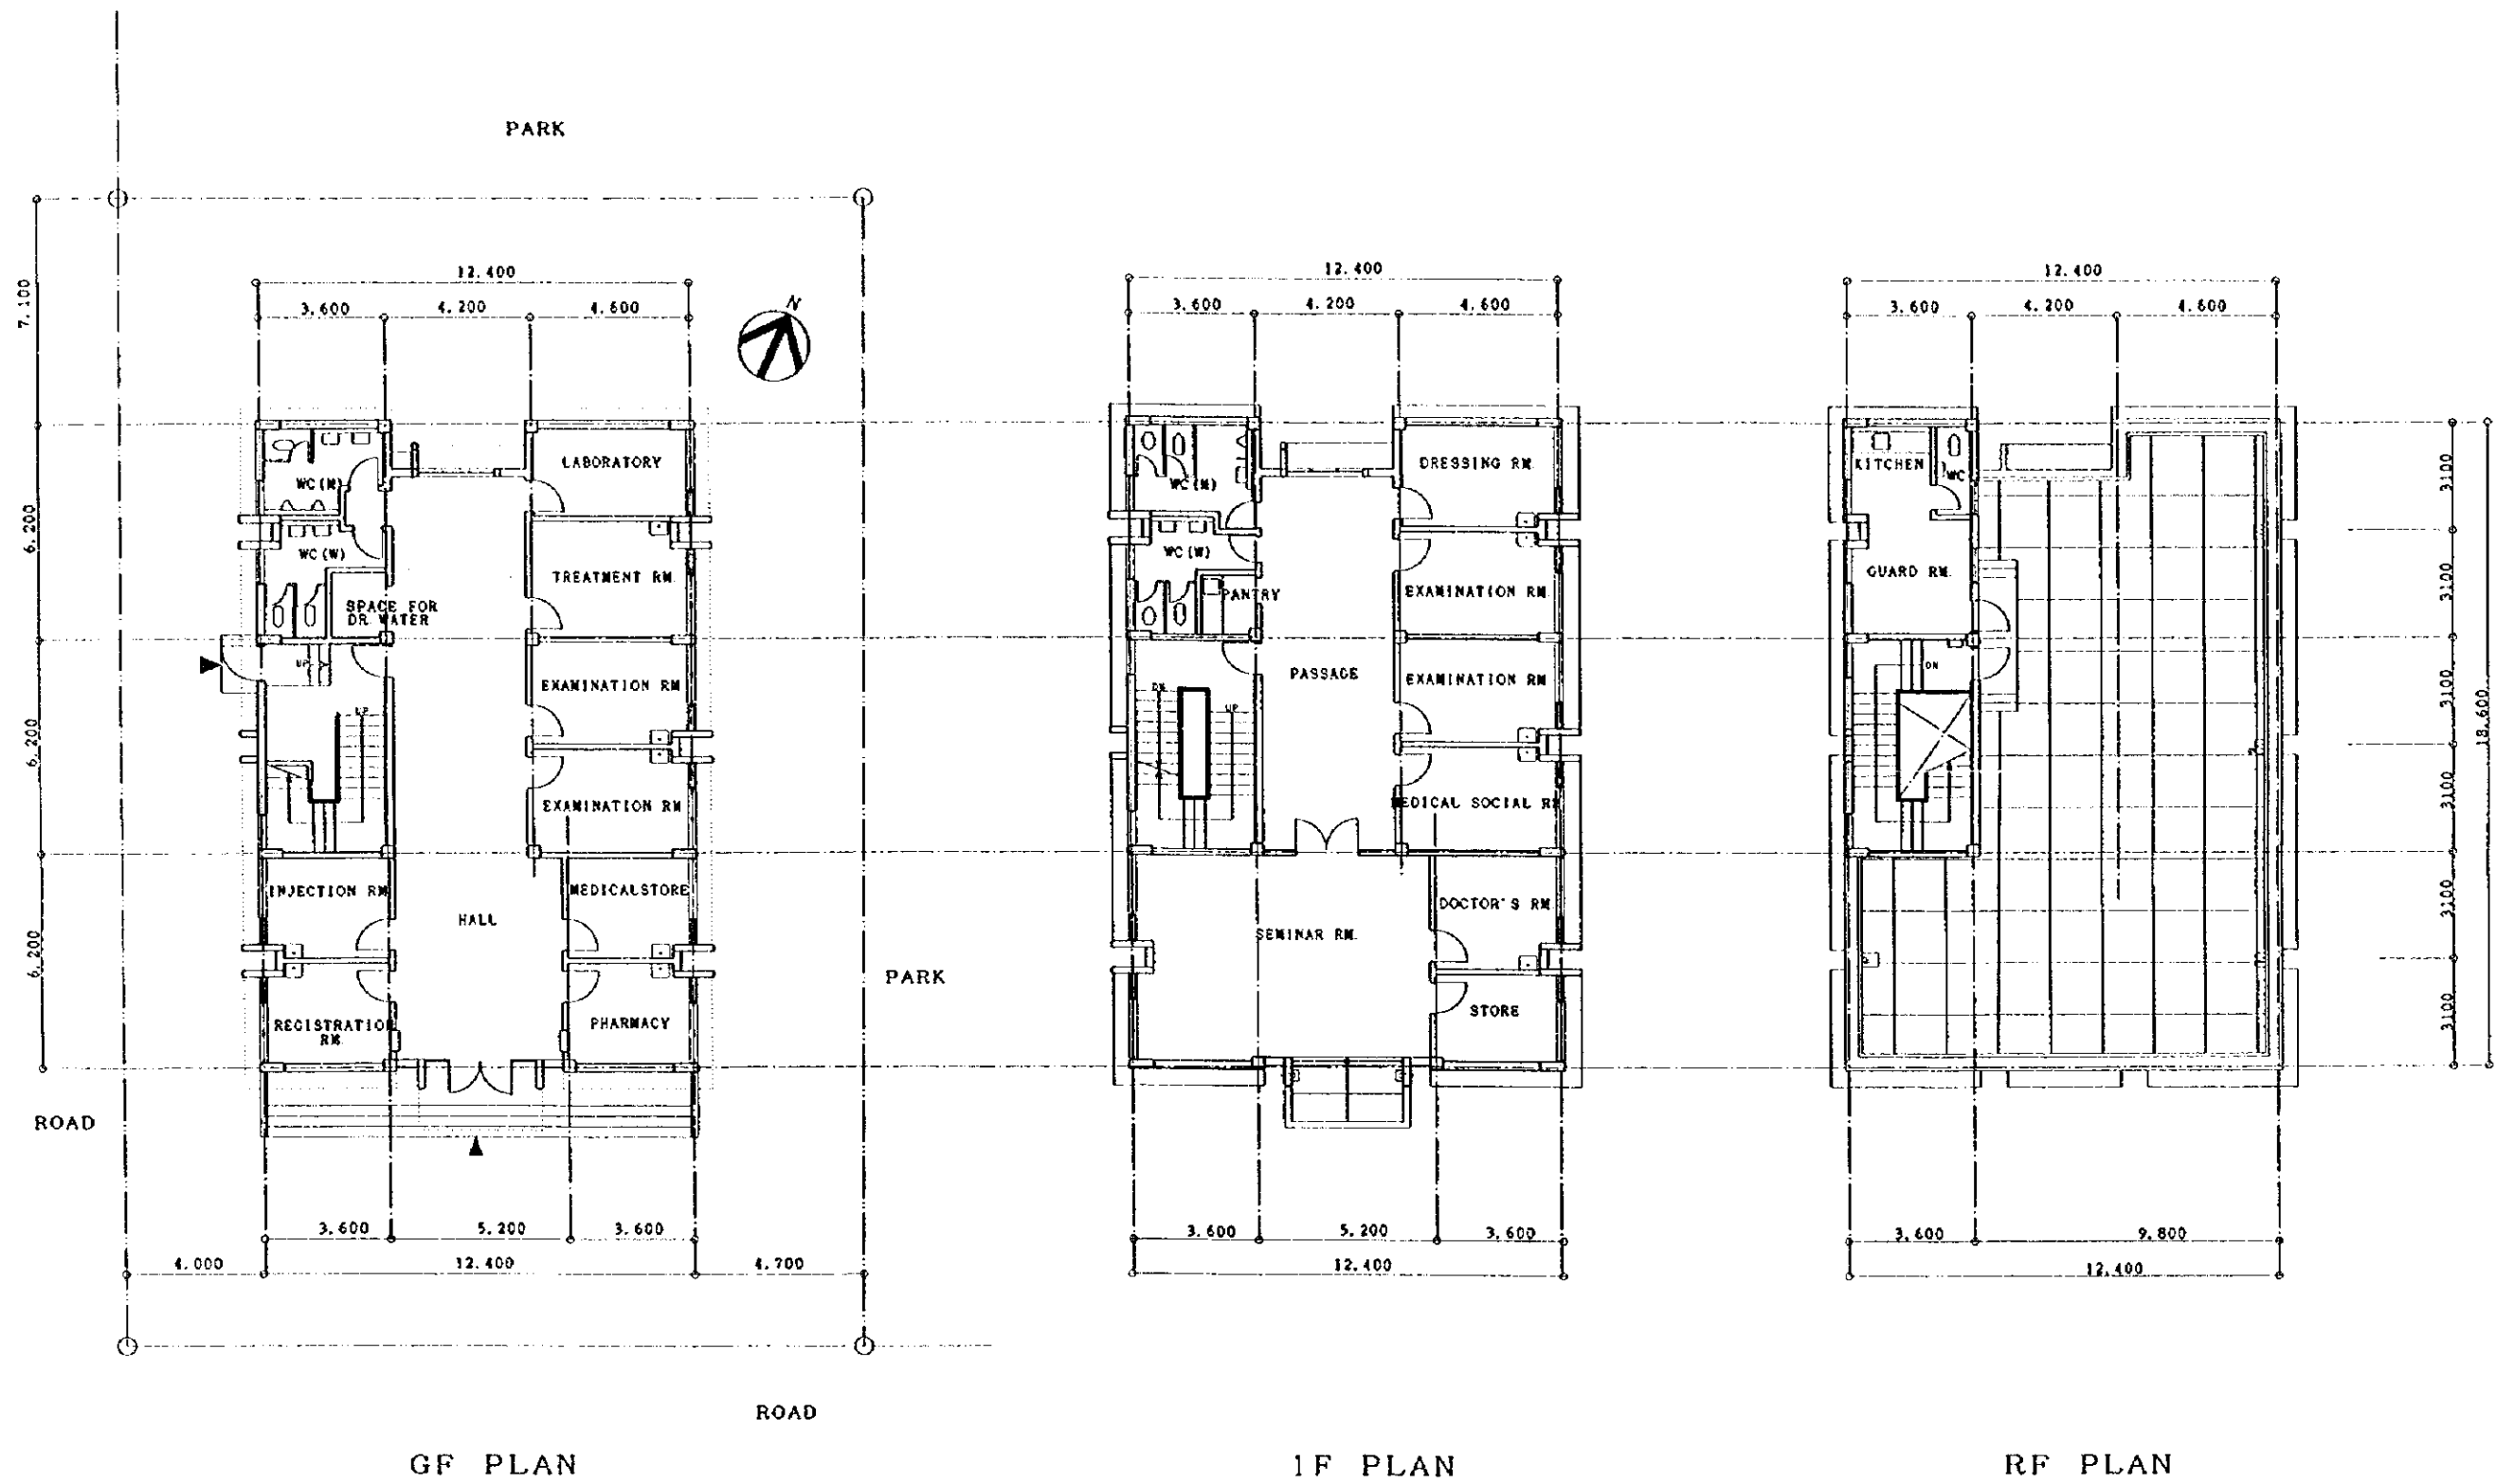 PARK
12.400
3.600 4.200 4.600
N
7.100
6.200
6.200
6.200
LABORATORY
WC(M)
WC(W)
TREATMENT RM.
SPACE FOR
DR. WATER
UP
EXAMINATION RM
UP
EXAMINATION RM
INJECTION RM
MEDICALSTORE
HALL
REGISTRATION
RM.
PHARMACY
PARK
ROAD
3.600 5.200 3.600
4.000 12.400 4.700
ROAD
GF PLAN
12.400
3.600 4.200 4.600
DRESSING RM.
WC(M)
WC(W)
PANTRY
EXAMINATION RM
PASSAGE
EXAMINATION RM
DN
UP
MEDICAL SOCIAL RM
DOCTOR'S RM.
SEMINAR RM.
STORE
3.600 5.200 3.600
12.400
1F PLAN
12.400
3.600 4.200 4.600
KITCHEN
WC
GUARD RM.
DN
3100
3100
3100
3100
3100
3100
18.600
3.600 9.800
12.400
RF PLAN